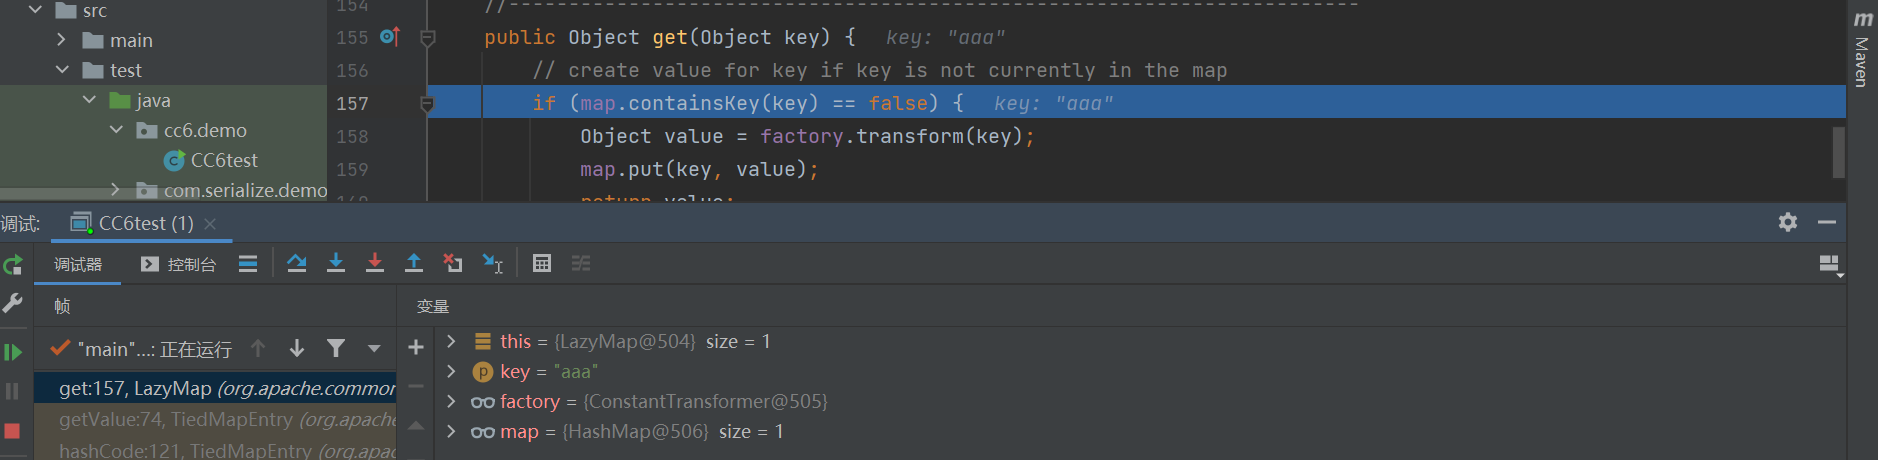 src
main
test
java
cc6.demo
CC6test
com.serialize.demo
154 //-----------------------------------------------------------------------
155 public Object get(Object key) { key: "aaa"
156 // create value for key if key is not currently in the map
157 if (map.containsKey(key) == false) { key: "aaa"
158 Object value = factory.transform(key);
159 map.put(key, value);
return value;
m Maven
调试: CC6test (1)
调试器 控制台
帧
变量
"main"...: 正在运行
get:157, LazyMap (org.apache.common
getValue:74, TiedMapEntry (org.apache
hashCode:121, TiedMapEntry (org.apac
this = {LazyMap@504} size = 1
key = "aaa"
factory = {ConstantTransformer@505}
map = {HashMap@506} size = 1